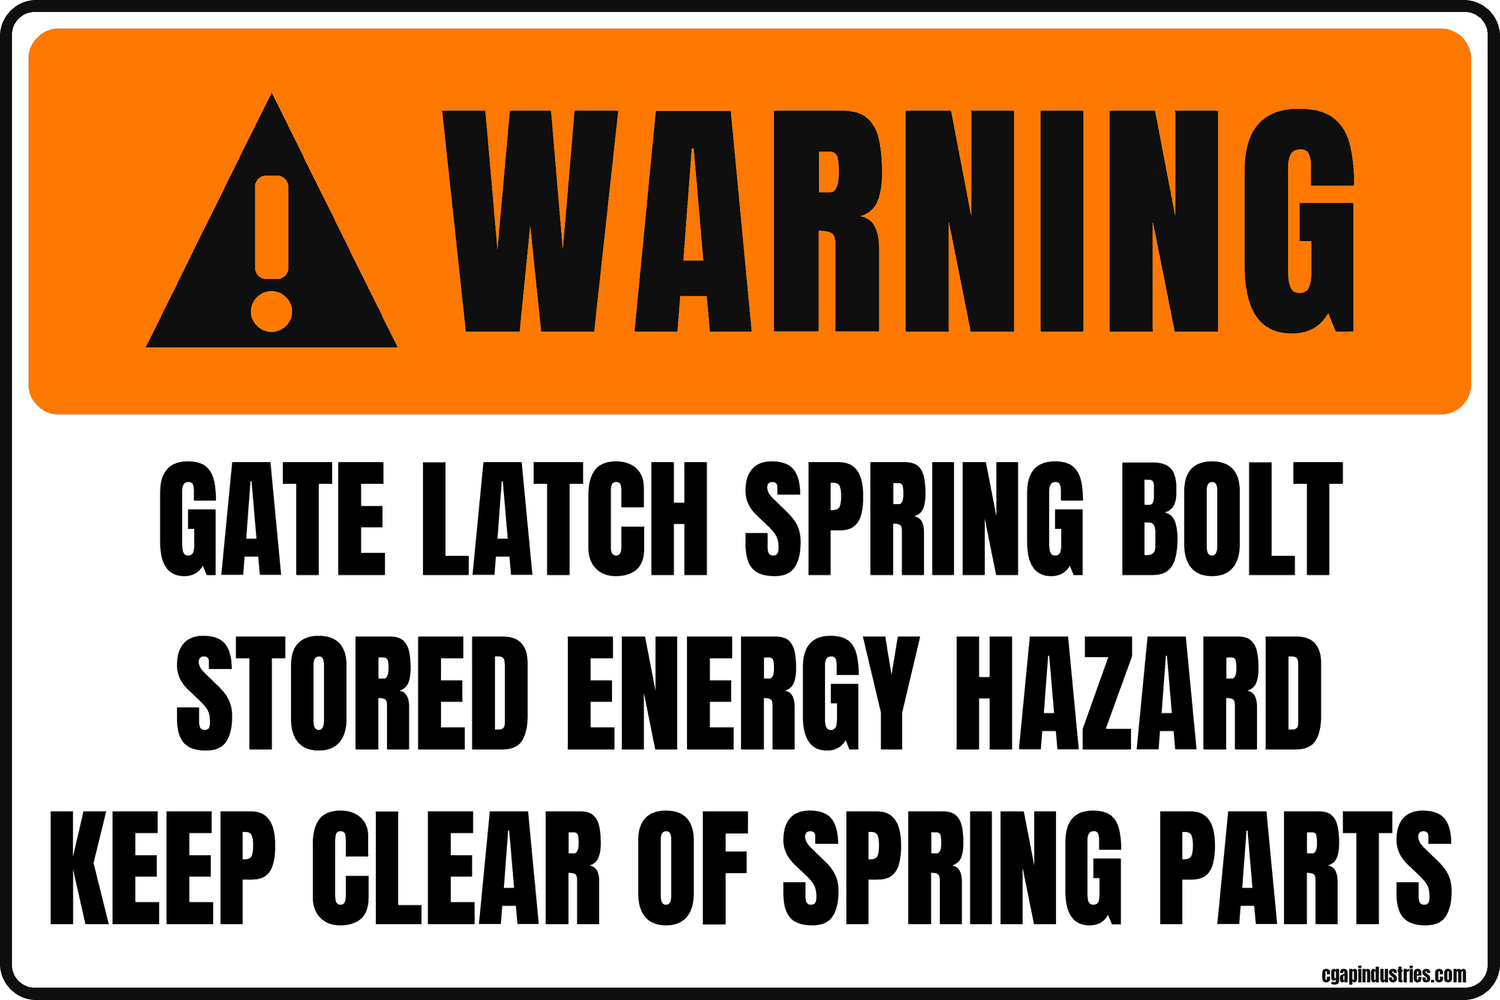 WARNING
GATE LATCH SPRING BOLT
STORED ENERGY HAZARD
KEEP CLEAR OF SPRING PARTS
cgapindustries.com